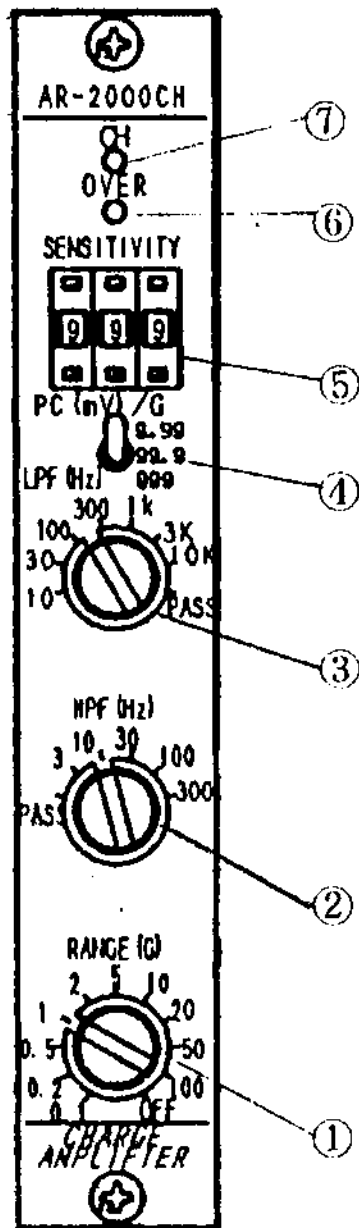 AR-2000CH
CH
⑦
OVER
⑥
SENSITIVITY
9 9 9
⑤
PC (mV) /G
9.99
99.9
999
④
LPF (Hz)
10 30 100 300 1k 3K 10K PASS
③
HPF (Hz)
PASS 3 10 30 100 300
②
RANGE (G)
0.1 0.2 0.5 1 2 5 10 20 50 100 OFF
①
CHARGE
AMPLIFIER